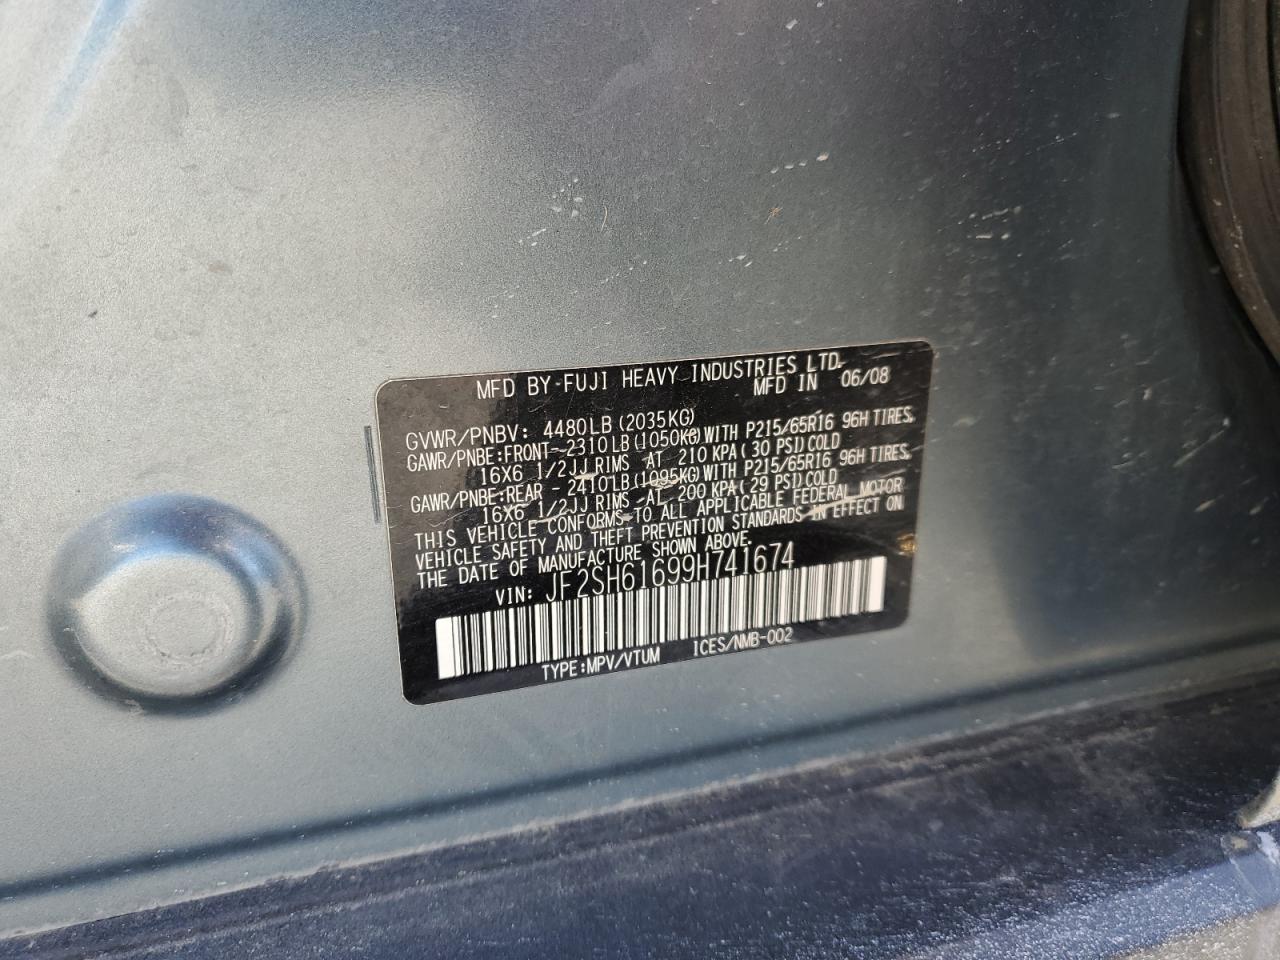 MFD BY FUJI HEAVY INDUSTRIES LTD.
MFD IN 06/08
GVWR/PNBV: 4480LB (2035KG)
GAWR/PNBE:FRONT- 2310LB (1050KG)WITH P215/65R16 96H TIRES.
16X6 1/2JJ RIMS AT 210 KPA( 30 PSI)COLD
GAWR/PNBE:REAR - 2410LB(1095KG)WITH P215/65R16 96H TIRES.
16X6 1/2JJ RIMS AT 200 KPA( 29 PSI)COLD
THIS VEHICLE CONFORMS TO ALL APPLICABLE FEDERAL MOTOR
VEHICLE SAFETY AND THEFT PREVENTION STANDARDS IN EFFECT ON
THE DATE OF MANUFACTURE SHOWN ABOVE.
VIN: JF2SH61699H741674
TYPE:MPV/VTUM ICES/NMB-002